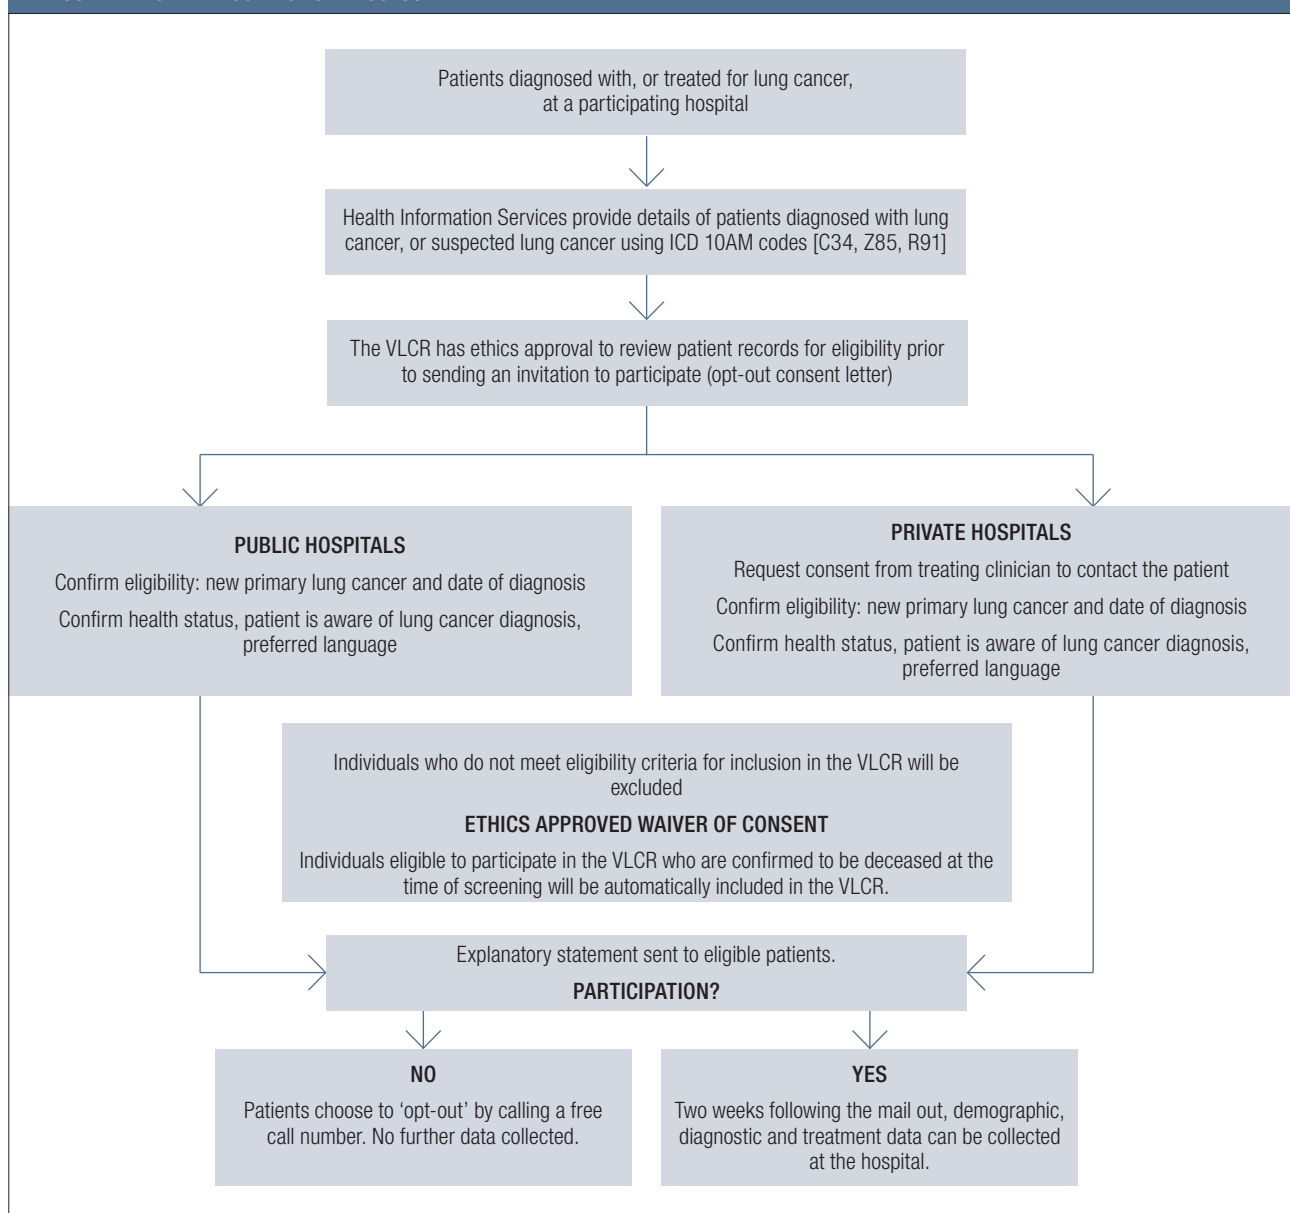 Patients diagnosed with, or treated for lung cancer,
at a participating hospital
Health Information Services provide details of patients diagnosed with lung
cancer, or suspected lung cancer using ICD 10AM codes [C34, Z85, R91]
The VLCR has ethics approval to review patient records for eligibility prior
to sending an invitation to participate (opt-out consent letter)
PUBLIC HOSPITALS
Confirm eligibility: new primary lung cancer and date of diagnosis
Confirm health status, patient is aware of lung cancer diagnosis,
preferred language
PRIVATE HOSPITALS
Request consent from treating clinician to contact the patient
Confirm eligibility: new primary lung cancer and date of diagnosis
Confirm health status, patient is aware of lung cancer diagnosis,
preferred language
Individuals who do not meet eligibility criteria for inclusion in the VLCR will be
excluded
ETHICS APPROVED WAIVER OF CONSENT
Individuals eligible to participate in the VLCR who are confirmed to be deceased at the
time of screening will be automatically included in the VLCR.
Explanatory statement sent to eligible patients.
PARTICIPATION?
NO
Patients choose to ‘opt-out’ by calling a free
call number. No further data collected.
YES
Two weeks following the mail out, demographic,
diagnostic and treatment data can be collected
at the hospital.